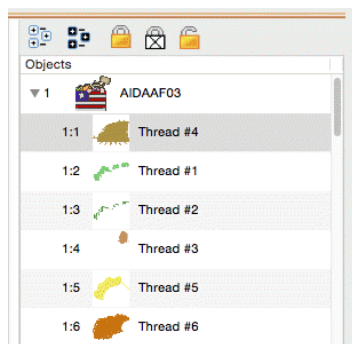 Objects
1 AIDAAF03
1:1 Thread #4
1:2 Thread #1
1:3 Thread #2
1:4 Thread #3
1:5 Thread #5
1:6 Thread #6